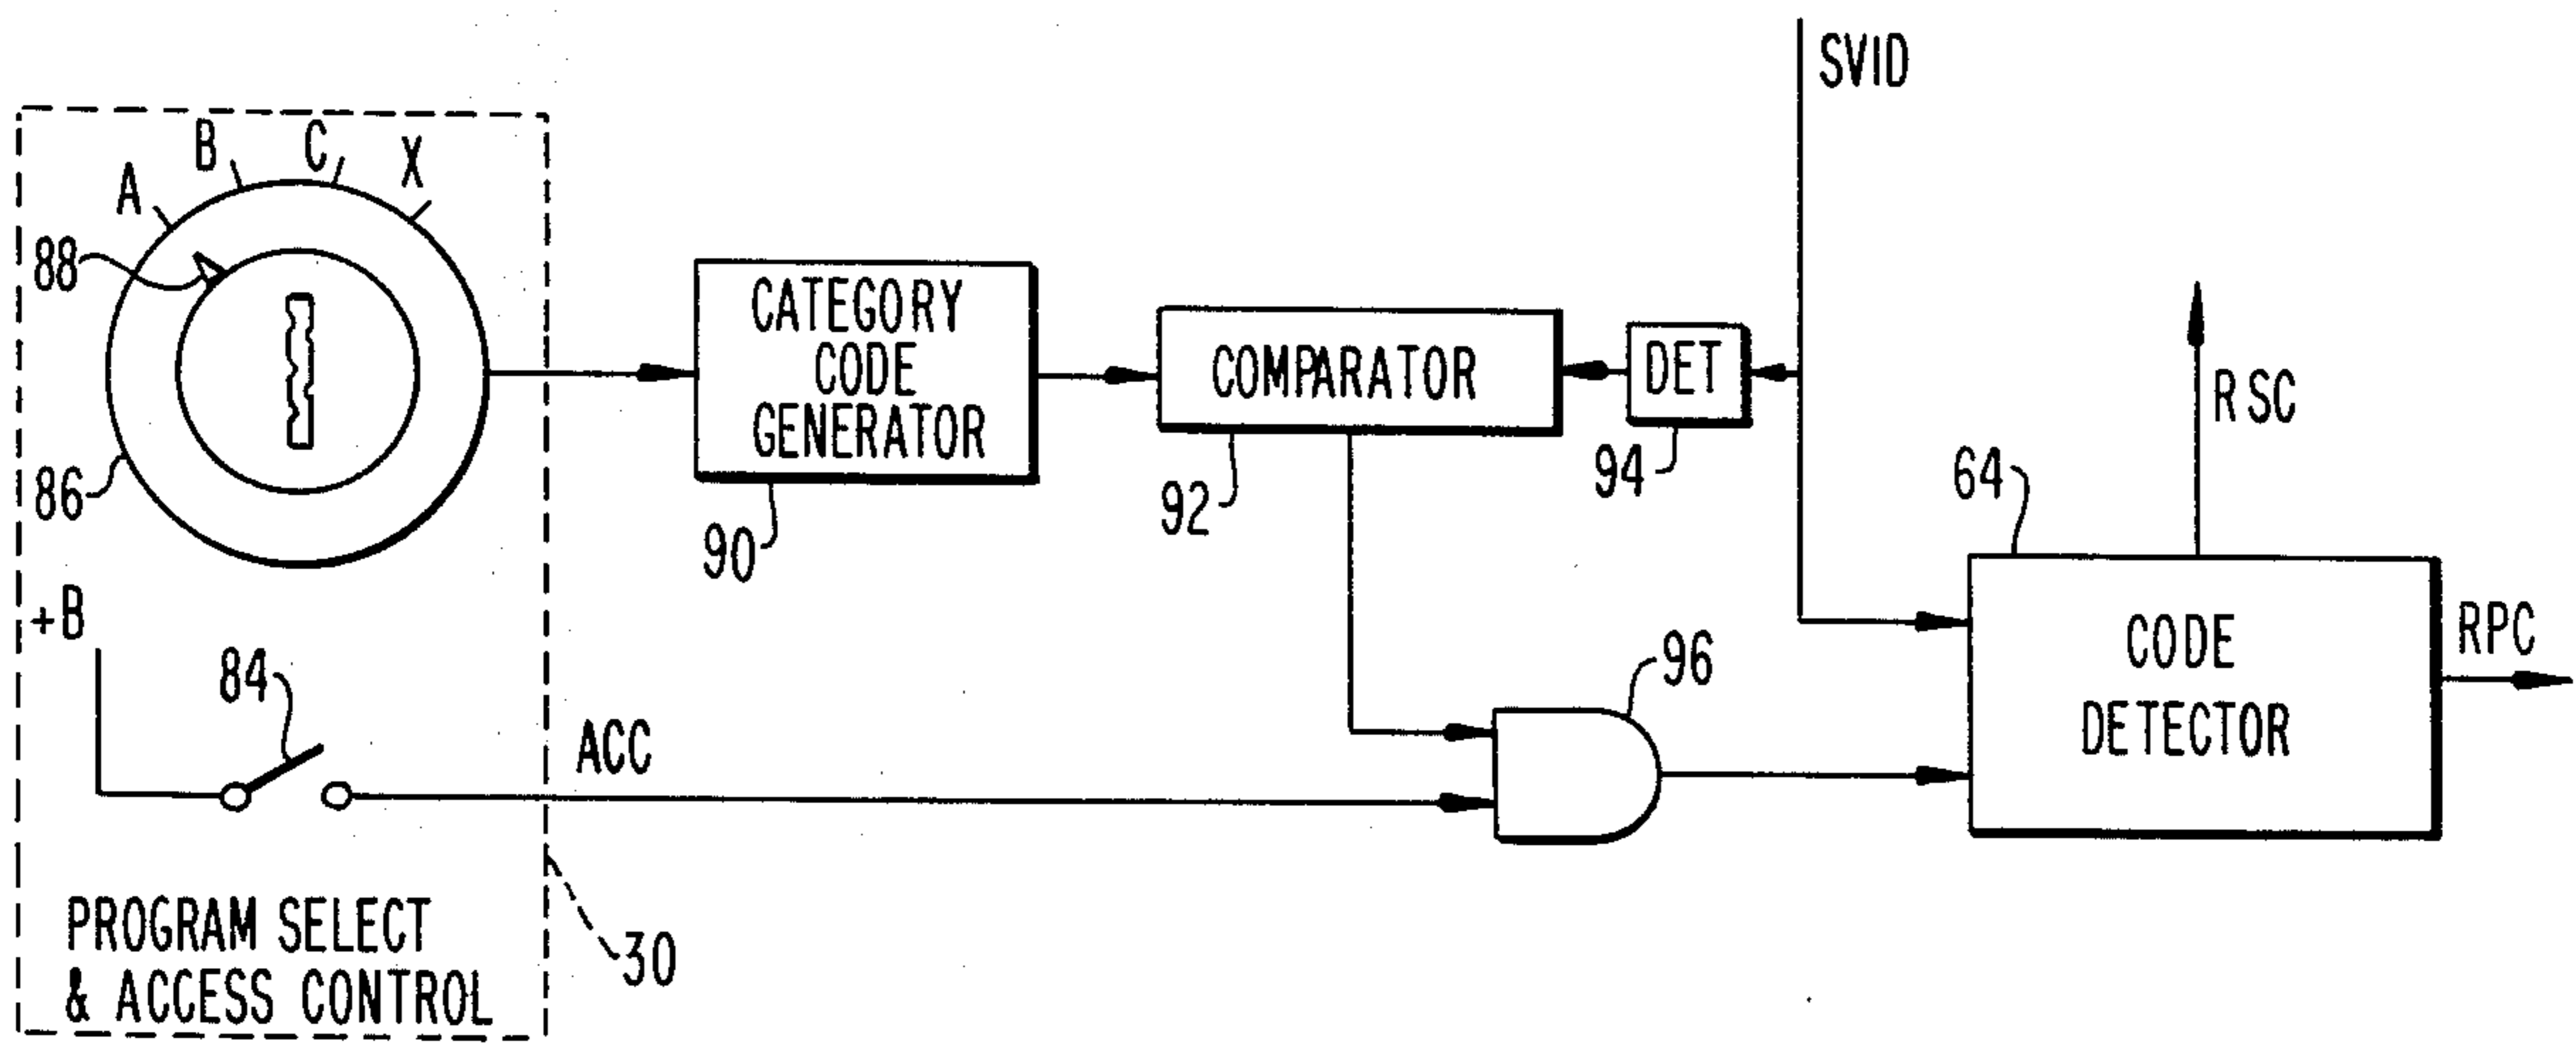 SVID
A
B
C
X
88
CATEGORY
CODE
GENERATOR
COMPARATOR
DET
RSC
86
90
92
94
64
+B
84
96
CODE
DETECTOR
RPC
ACC
PROGRAM SELECT
& ACCESS CONTROL
30